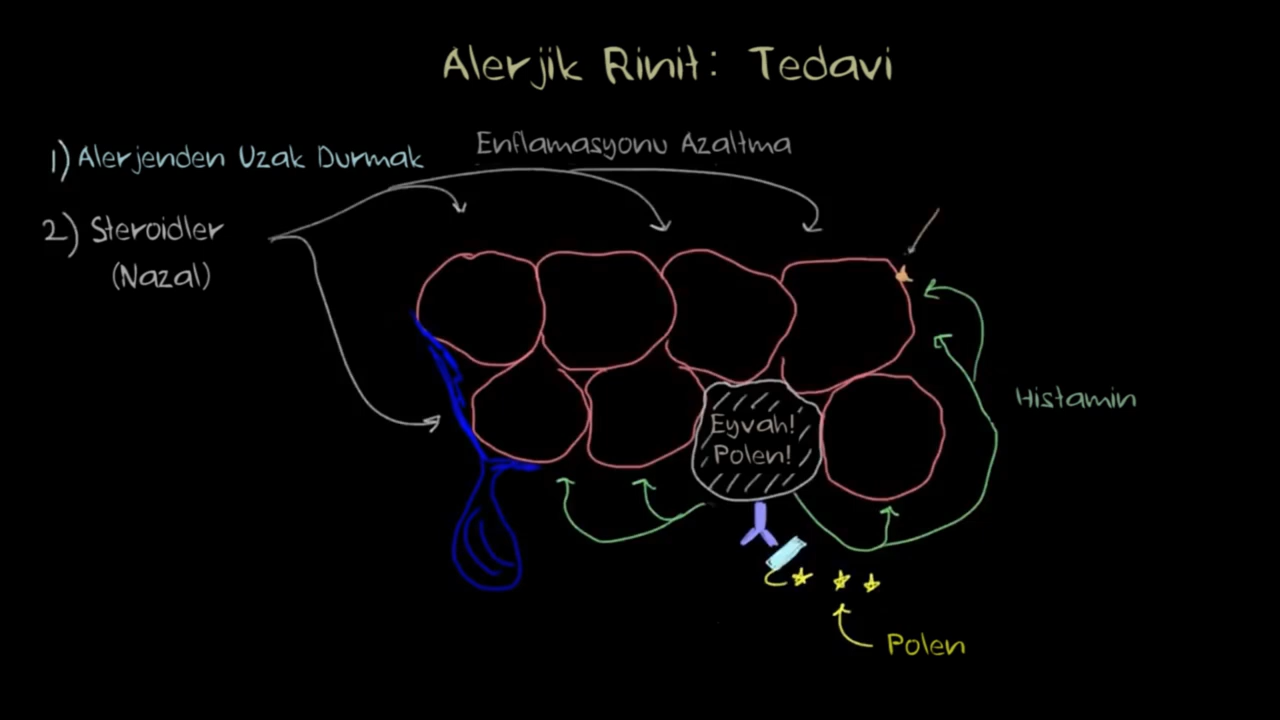 Alerjik Rinit: Tedavi
1) Alerjenden Uzak Durmak
Enflamasyonu Azaltma
2) Steroidler
(Nazal)
Histamin
Eyvah!
Polen!
Polen